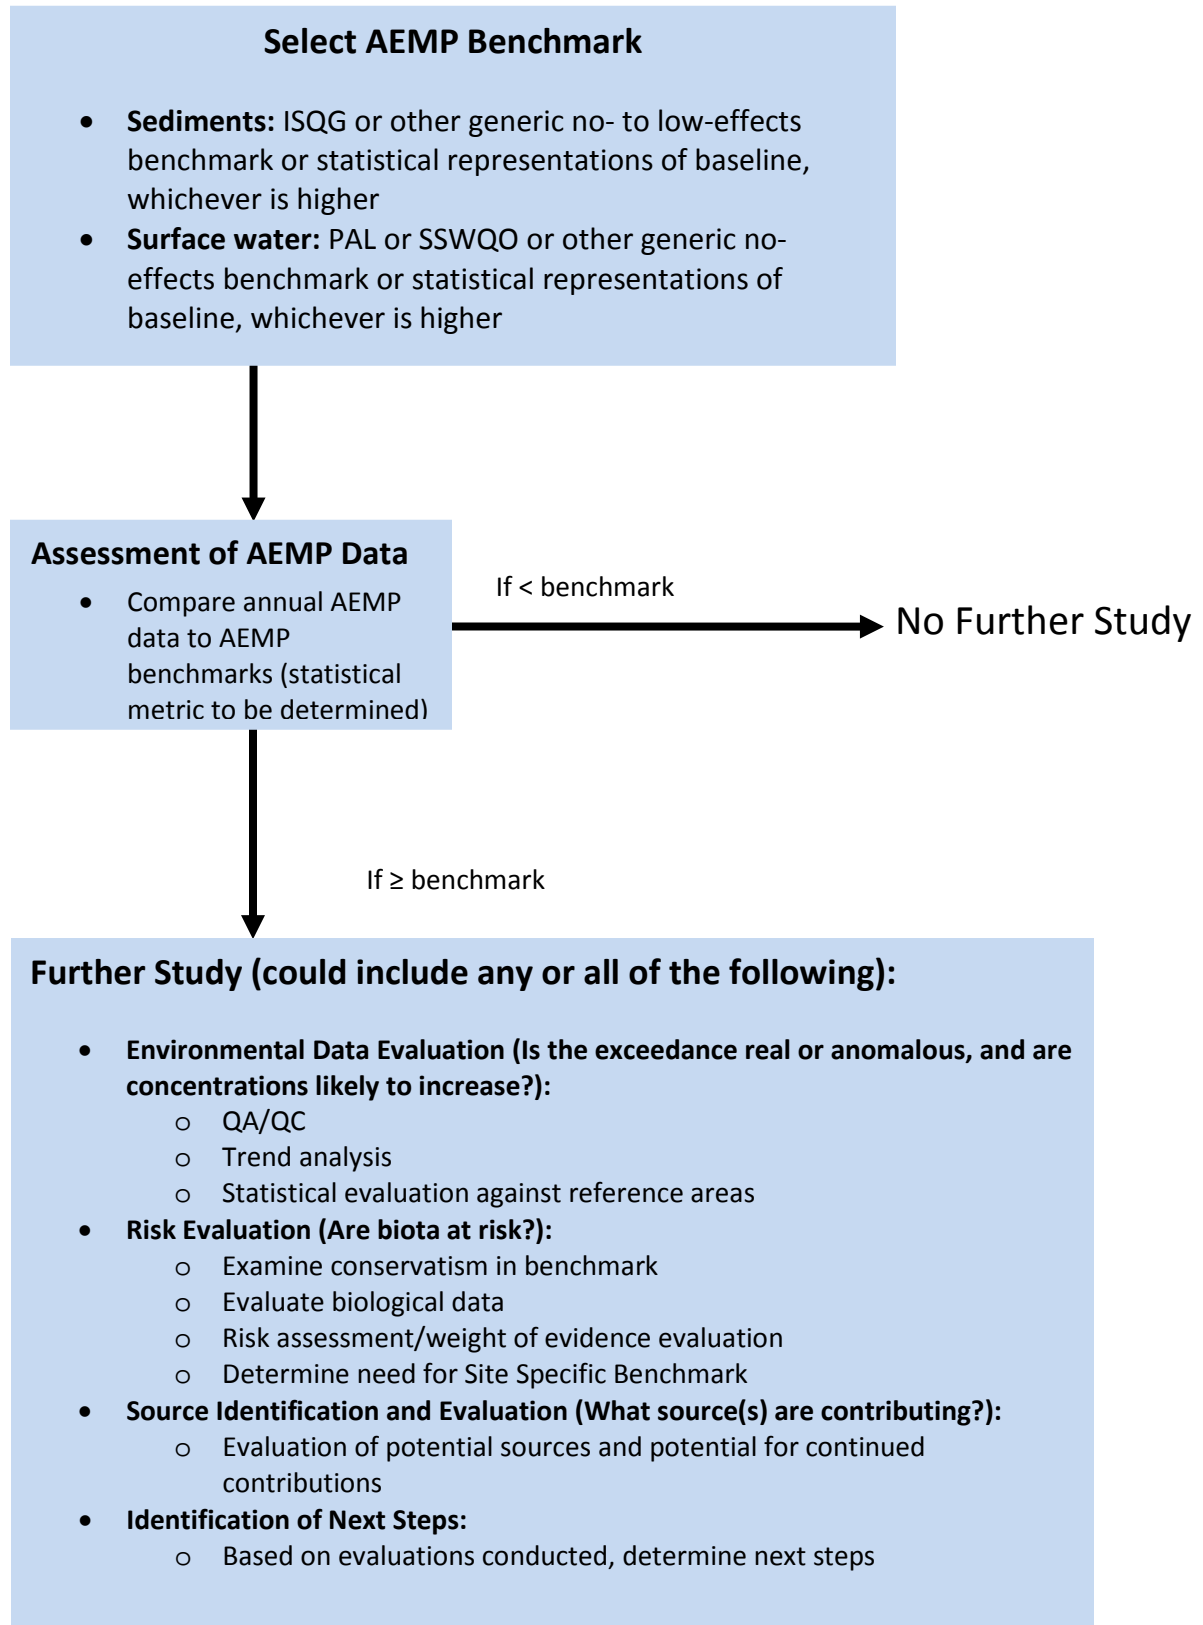 Select AEMP Benchmark
• Sediments: ISQG or other generic no- to low-effects
benchmark or statistical representations of baseline,
whichever is higher
• Surface water: PAL or SSWQO or other generic no-
effects benchmark or statistical representations of
baseline, whichever is higher
Assessment of AEMP Data
• Compare annual AEMP
data to AEMP
benchmarks (statistical
metric to be determined)
If < benchmark
No Further Study
If ≥ benchmark
Further Study (could include any or all of the following):
• Environmental Data Evaluation (Is the exceedance real or anomalous, and are
concentrations likely to increase?):
o QA/QC
o Trend analysis
o Statistical evaluation against reference areas
• Risk Evaluation (Are biota at risk?):
o Examine conservatism in benchmark
o Evaluate biological data
o Risk assessment/weight of evidence evaluation
o Determine need for Site Specific Benchmark
• Source Identification and Evaluation (What source(s) are contributing?):
o Evaluation of potential sources and potential for continued
contributions
• Identification of Next Steps:
o Based on evaluations conducted, determine next steps